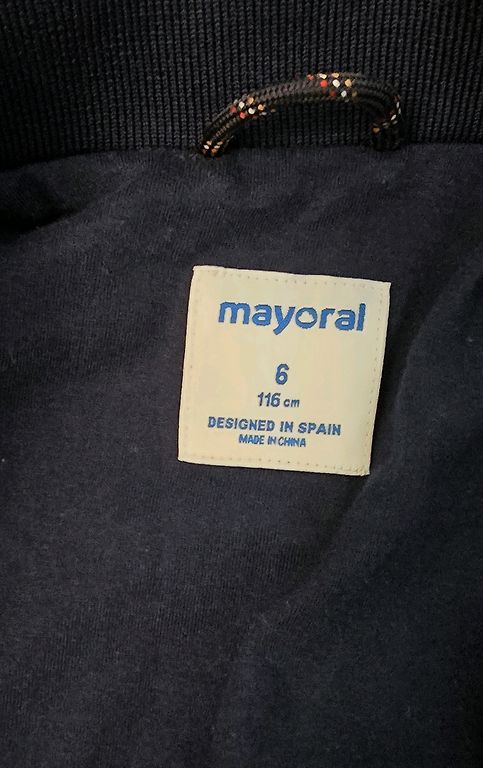 mayoral
6
116 cm
DESIGNED IN SPAIN
MADE IN CHINA